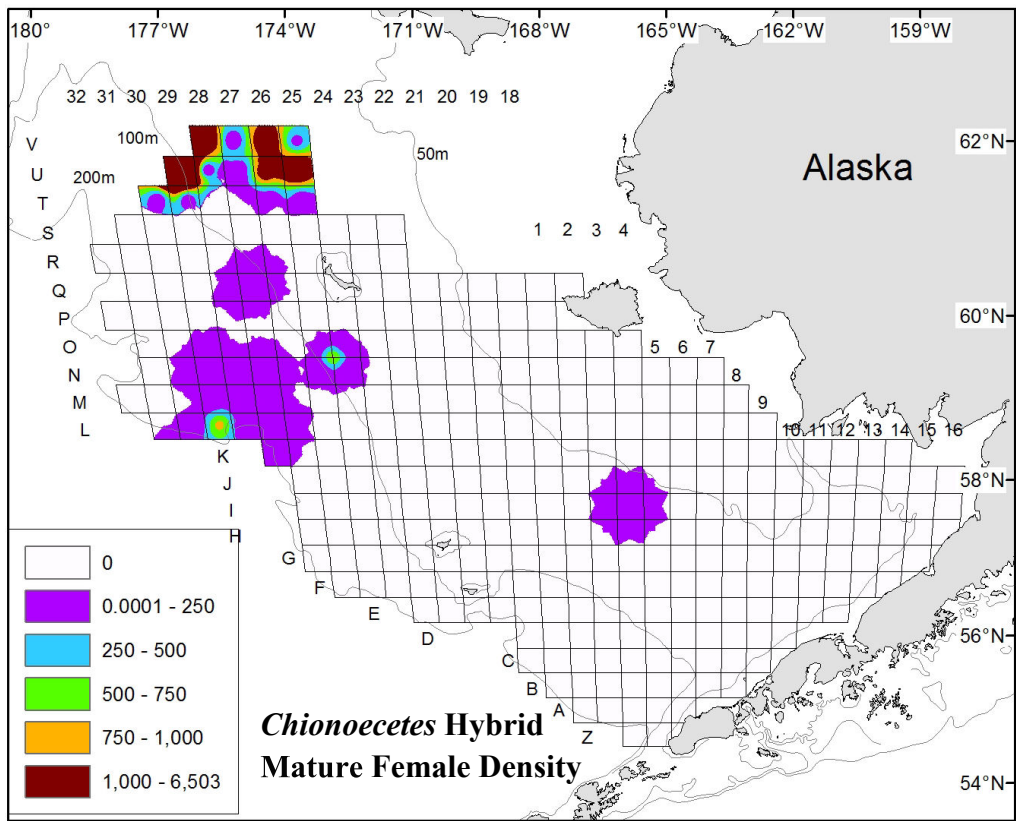 180° 177°W 174°W 171°W 168°W 165°W 162°W 159°W
32 31 30 29 28 27 26 25 24 23 22 21 20 19 18
100m
50m
200m
62°N
Alaska
V
U
T
S
R
Q
P
O
N
M
L
1 2 3 4
60°N
5 6 7
8
9
10 11 12 13 14 15 16
K
J
I
H
58°N
G
F
E
D
C
B
A
Z
56°N
54°N
0
0.0001 - 250
250 - 500
500 - 750
750 - 1,000
1,000 - 6,503
Chionoecetes Hybrid
Mature Female Density